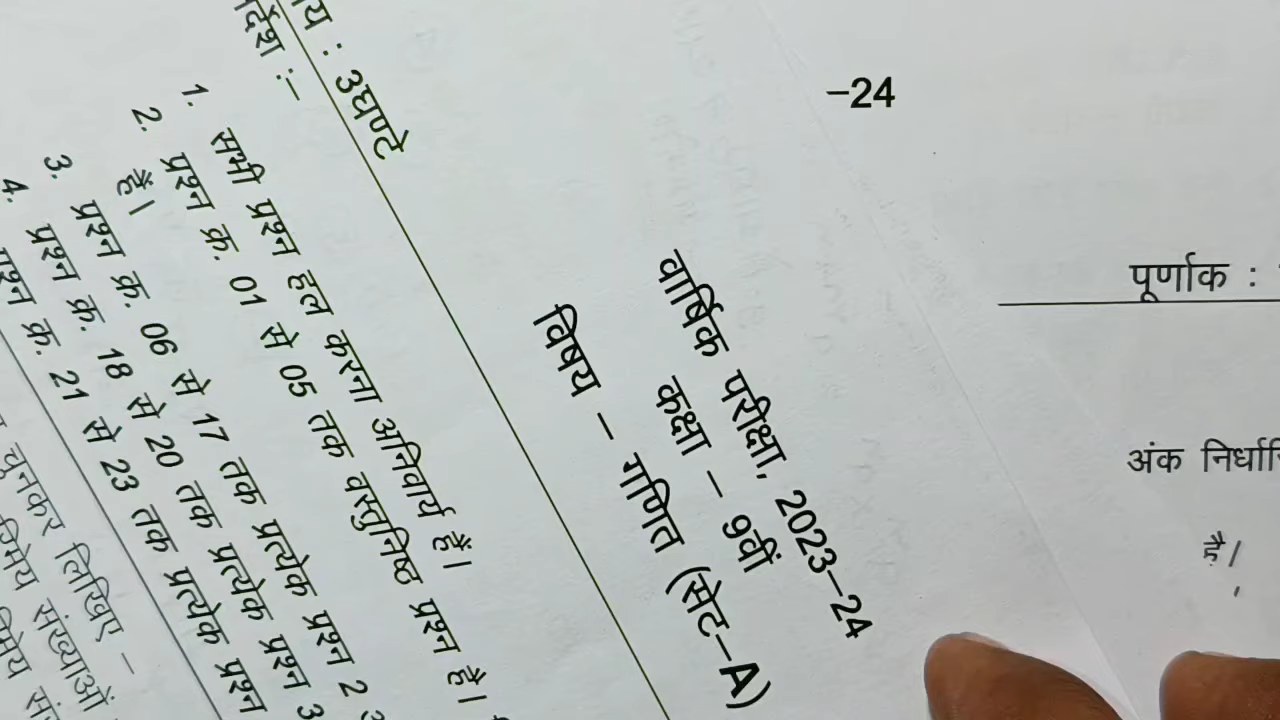 वार्षिक परीक्षा, 2023–24
कक्षा – 9वीं
विषय – गणित (सेट–A)
: 3घण्टे
:–
1. सभी प्रश्न हल करना अनिवार्य हैं।
2. प्रश्न क्र. 01 से 05 तक वस्तुनिष्ठ प्रश्न हैं।
हैं।
3. प्रश्न क्र. 06 से 17 तक प्रत्येक प्रश्न 2
4. प्रश्न क्र. 18 से 20 तक प्रत्येक प्रश्न 3
क्र. 21 से 23 तक प्रत्येक प्रश्न
चुनकर लिखिए –
संख्याओं
–24
पूर्णांक :
अंक
है।